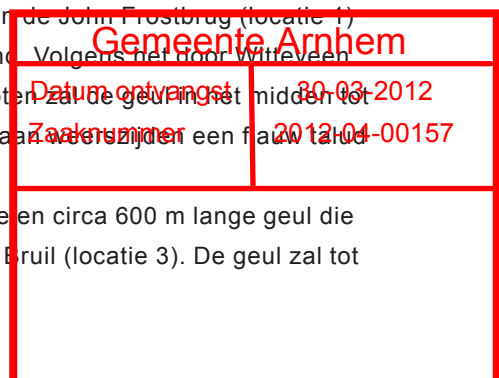 n de John Frostbrug (locatie 1)
Gemeente Arnhem
Volgens het door Witteveen
Datum ontvangst 30-03-2012
zal de geul in het midden tot
Zaaknummer 2012-04-00157
aan weerszijden een flauw talud
een circa 600 m lange geul die
Bruil (locatie 3). De geul zal tot